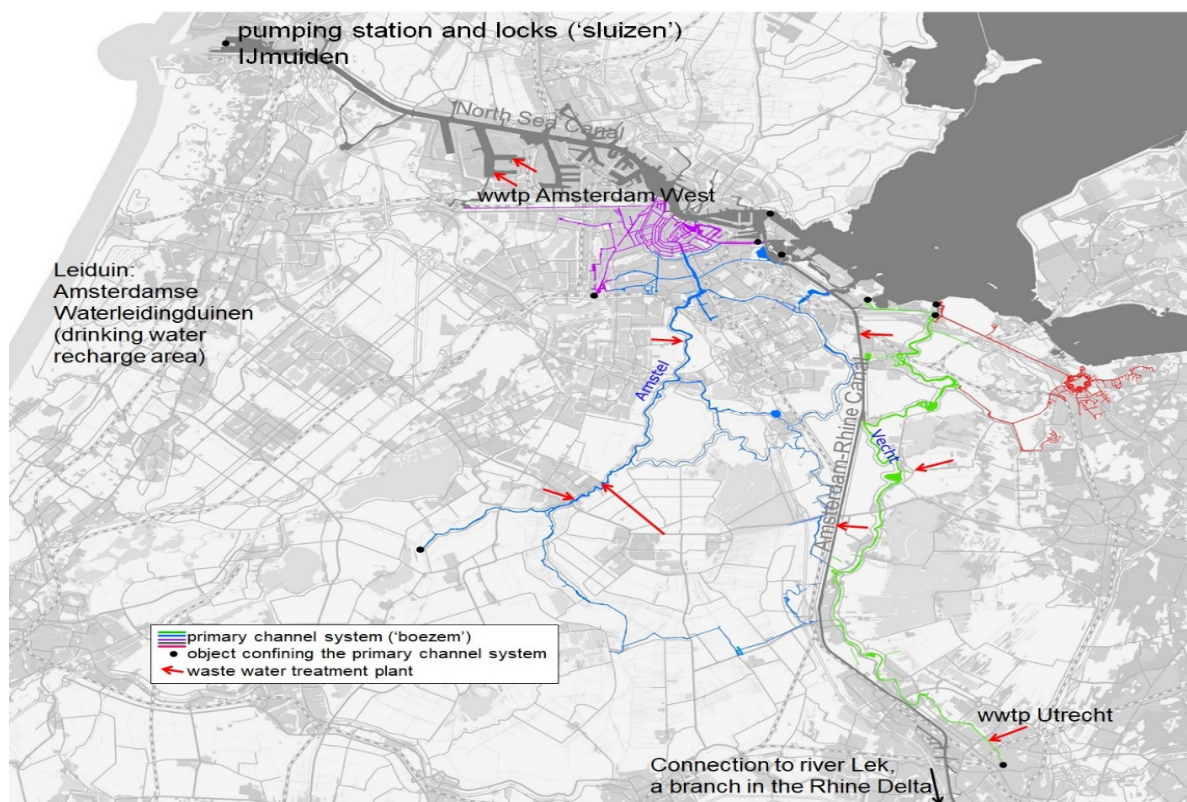 pumping station and locks (‘sluizen’)
IJmuiden
North Sea Canal
wwtp Amsterdam West
Leiduin:
Amsterdamse
Waterleidingduinen
(drinking water
recharge area)
Amstel
Amsterdam-Rhine Canal
Vecht
primary channel system (‘boezem’)
object confining the primary channel system
waste water treatment plant
wwtp Utrecht
Connection to river Lek,
a branch in the Rhine Delta